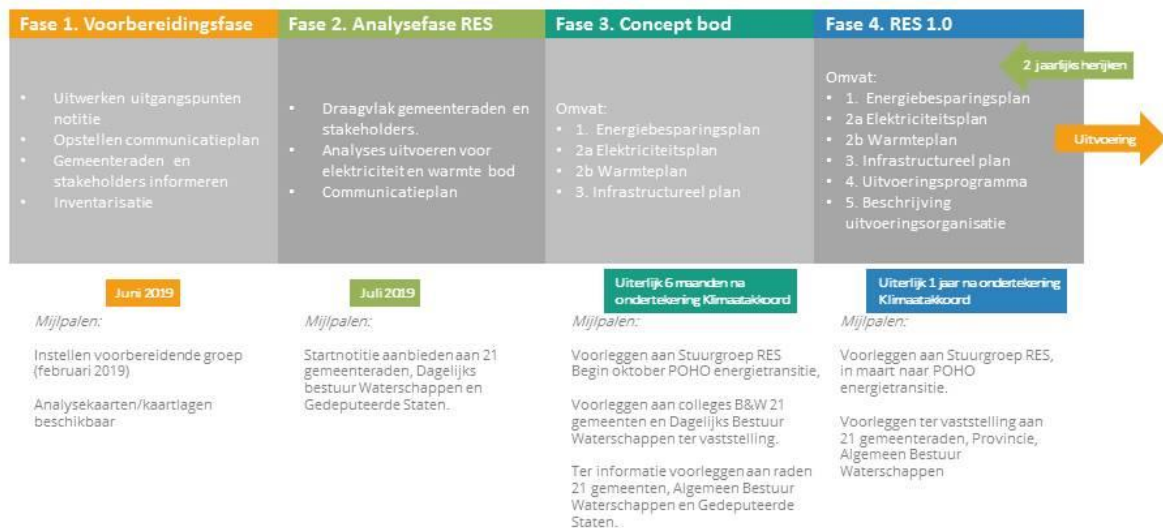 Fase 1. Voorbereidingsfase
• Uitwerken uitgangspunten
notitie
• Opstellen communicatieplan
• Gemeenteraden en
stakeholders informeren
• Inventarisatie
Juni 2019
Mijlpalen:
Instellen voorbereidende groep
(februari 2019)
Analysekaarten/kaartlagen
beschikbaar
Fase 2. Analysefase RES
• Draagvlak gemeenteraden en
stakeholders.
• Analyses uitvoeren voor
elektriciteit en warmte bod
• Communicatieplan
Juli 2019
Mijlpalen:
Startnotitie aanbieden aan 21
gemeenteraden, Dagelijks
bestuur Waterschappen en
Gedeputeerde Staten.
Fase 3. Concept bod
Omvat:
• 1. Energiebesparingsplan
• 2a Elektriciteitsplan
• 2b Warmteplan
• 3. Infrastructureel plan
Uiterlijk 6 maanden na
ondertekening Klimaatakkoord
Mijlpalen:
Voorleggen aan Stuurgroep RES
Begin oktober POHO energietransitie,
Voorleggen aan colleges B&W 21
gemeenten en Dagelijks Bestuur
Waterschappen ter vaststelling.
Ter informatie voorleggen aan raden
21 gemeenten, Algemeen Bestuur
Waterschappen en Gedeputeerde
Staten.
Fase 4. RES 1.0
2 jaarlijks herijken
Omvat:
• 1. Energiebesparingsplan
• 2a Elektriciteitsplan
• 2b Warmteplan
• 3. Infrastructureel plan
• 4. Uitvoeringsprogramma
• 5. Beschrijving
uitvoeringsorganisatie
Uitvoering
Uiterlijk 1 jaar na ondertekening
Klimaatakkoord
Mijlpalen:
Voorleggen aan Stuurgroep RES,
in maart naar POHO
energietransitie.
Voorleggen ter vaststelling aan
21 gemeenteraden, Provincie,
Algemeen Bestuur
Waterschappen